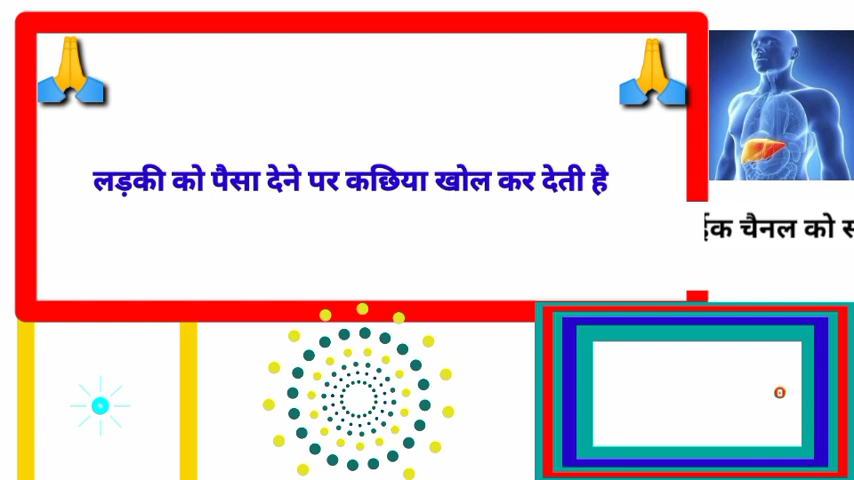 लड़की को पैसा देने पर कछिया खोल कर देती है
चैनल को